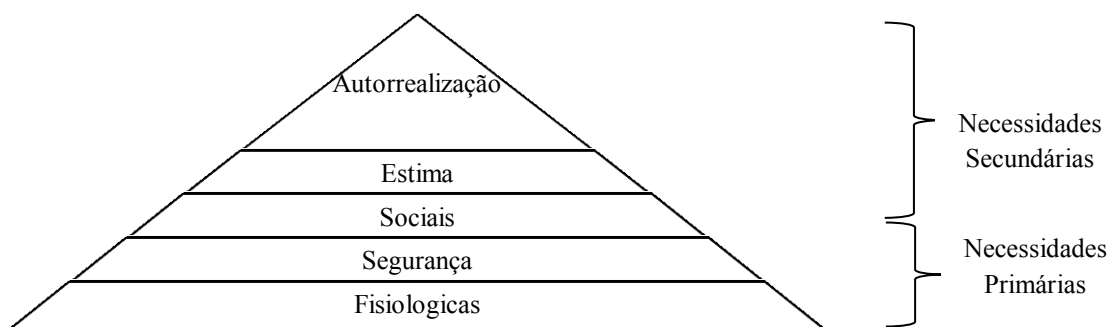 Autorrealização
Estima
Sociais
Segurança
Fisiologicas
Necessidades
Secundárias
Necessidades
Primárias